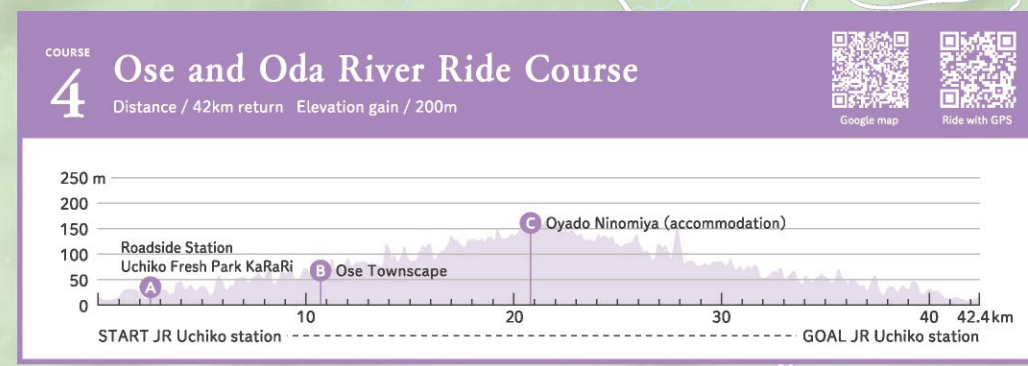 COURSE
4
Ose and Oda River Ride Course
Distance / 42km return Elevation gain / 200m
Google map
Ride with GPS
250 m
200
150
100
50
0
Roadside Station
Uchiko Fresh Park KaRaRi
A
B Ose Townscape
C Oyado Ninomiya (accommodation)
10
20
30
40
42.4km
START JR Uchiko station
GOAL JR Uchiko station